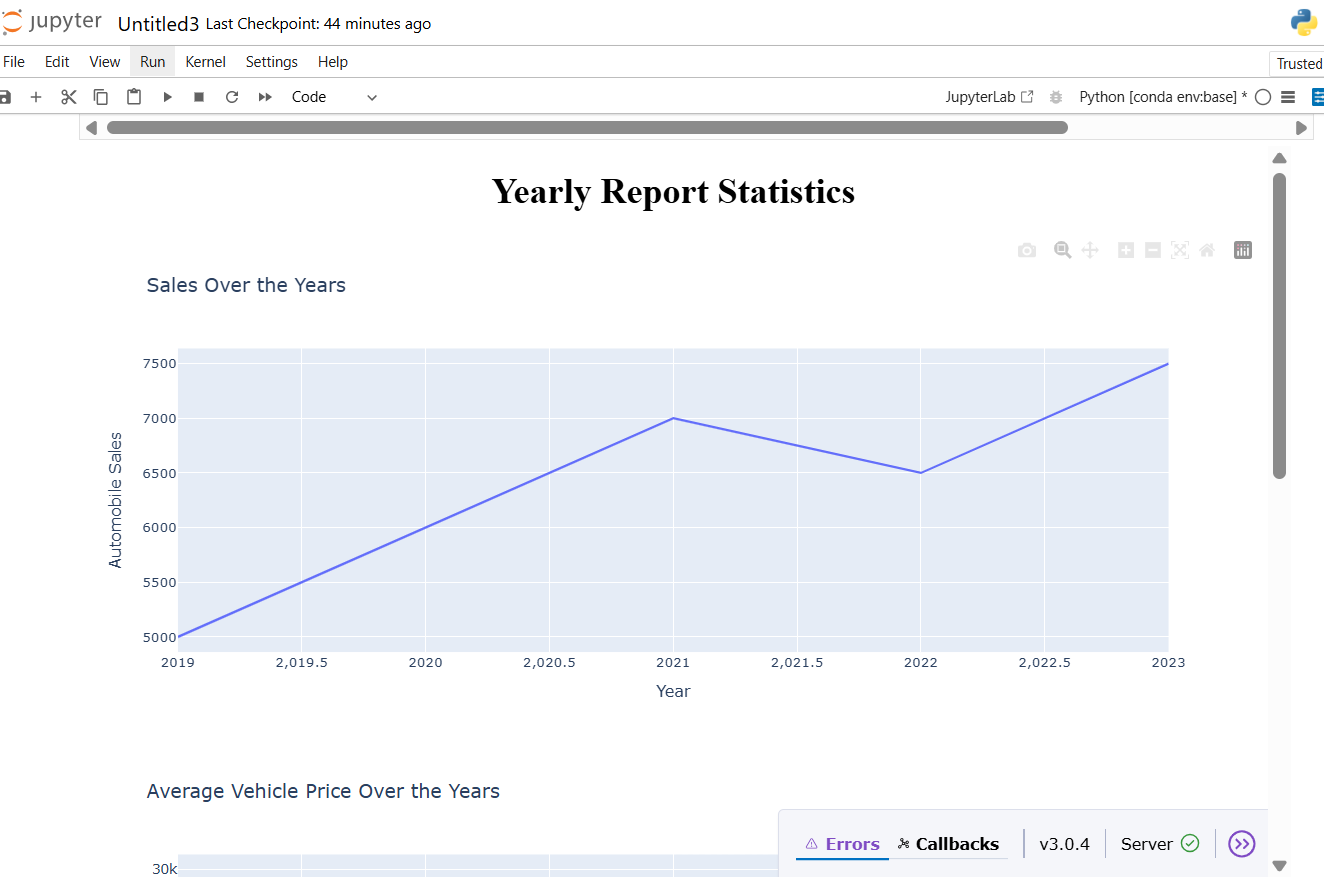 jupyter Untitled3 Last Checkpoint: 44 minutes ago
File Edit View Run Kernel Settings Help
Trusted
Code
JupyterLab Python [conda env:base] *
Yearly Report Statistics
Sales Over the Years
7500
7000
6500
6000
5500
5000
Automobile Sales
2019 2,019.5 2020 2,020.5 2021 2,021.5 2022 2,022.5 2023
Year
Average Vehicle Price Over the Years
30k
Errors Callbacks v3.0.4 Server